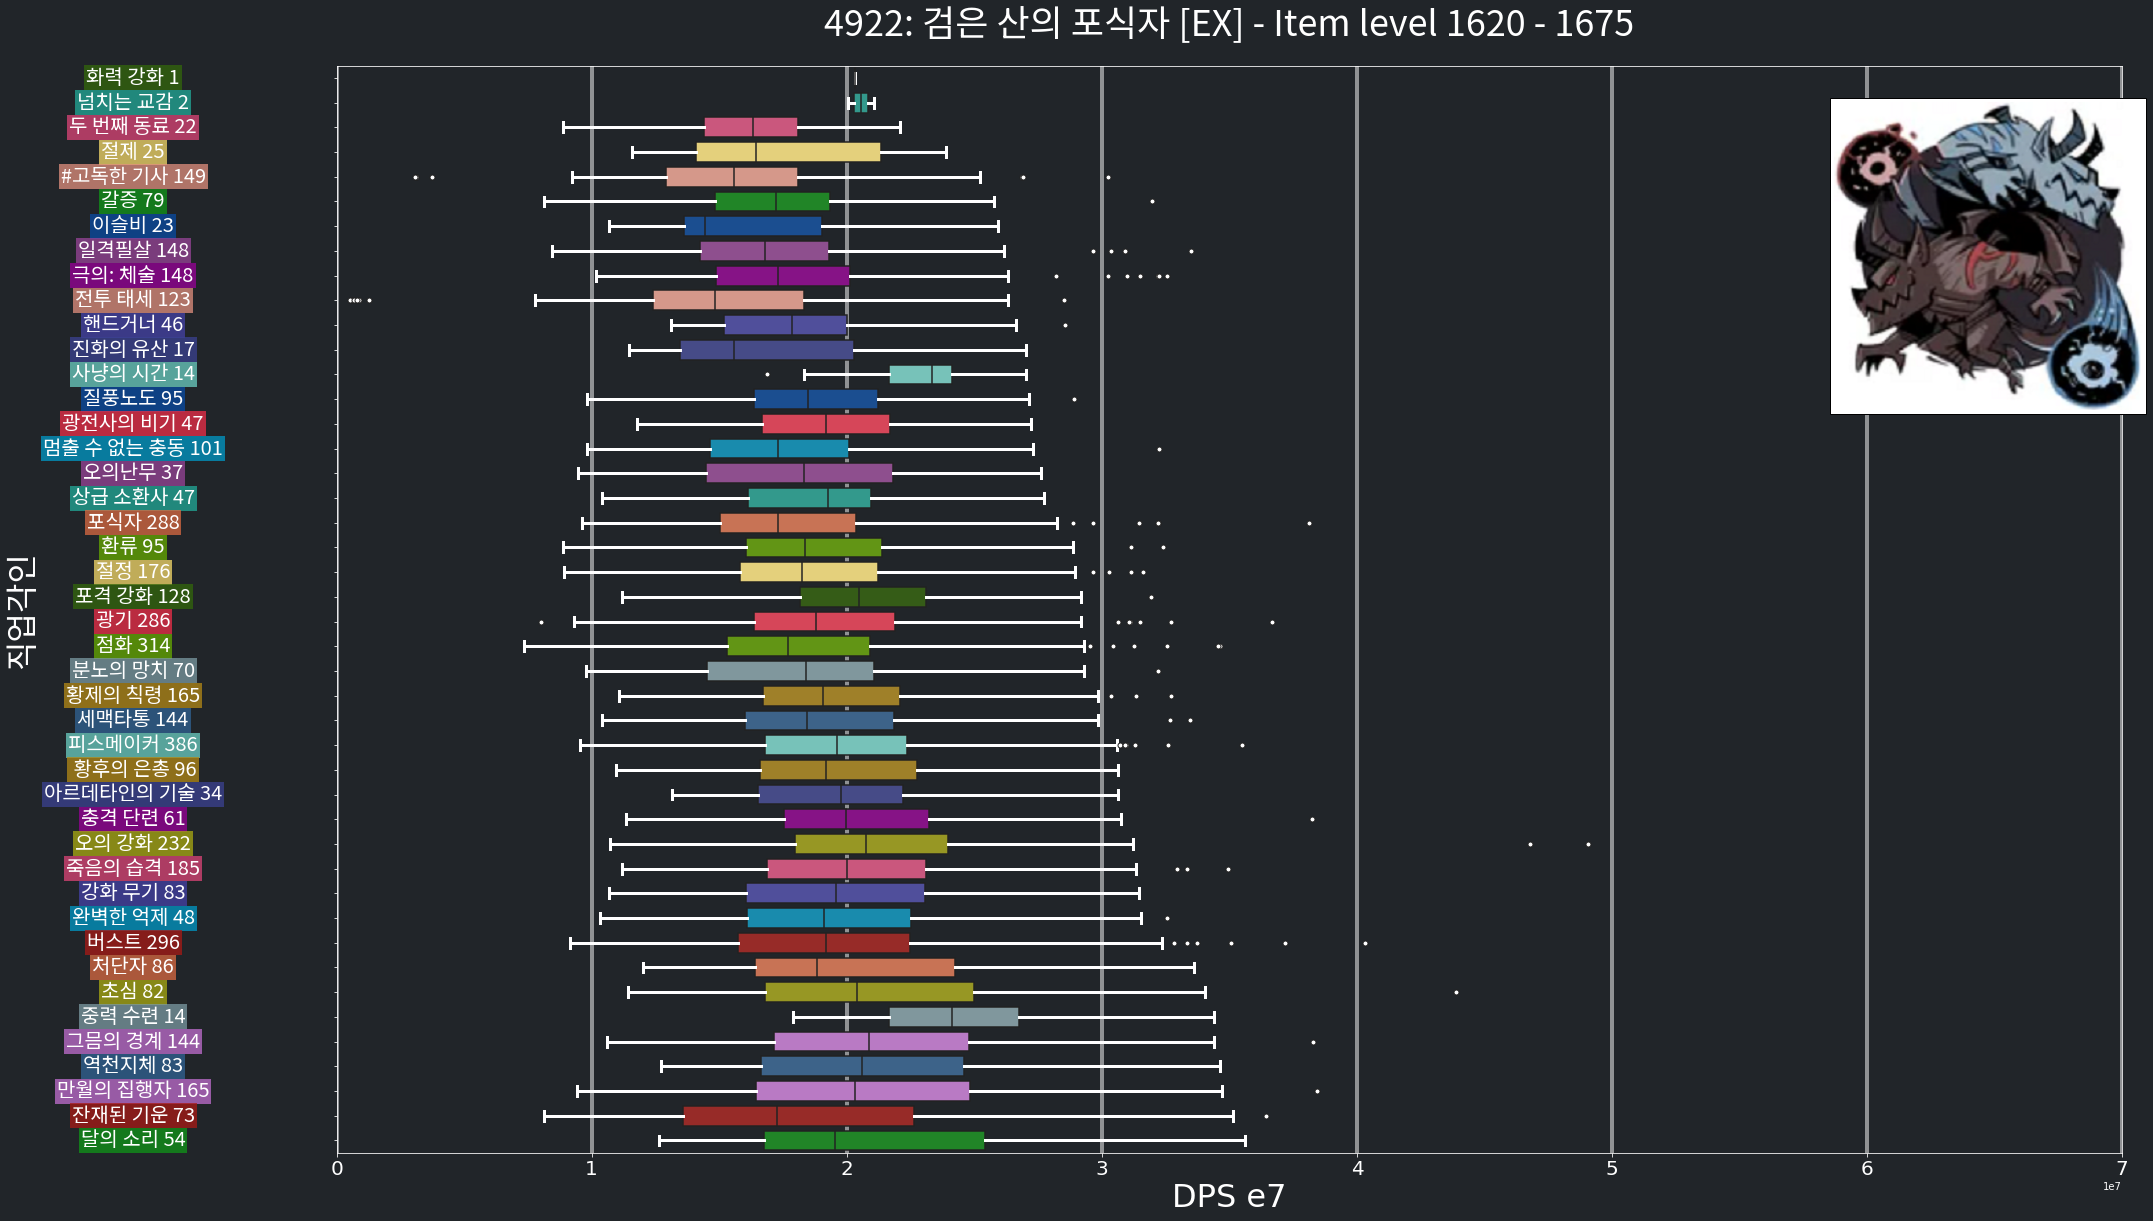 4922: 검은 산의 포식자 [EX] - Item level 1620 - 1675
직업각인
화력 강화 1
넘치는 교감 2
두 번째 동료 22
절제 25
#고독한 기사 149
갈증 79
이슬비 23
일격필살 148
극의: 체술 148
전투 태세 123
핸드거너 46
진화의 유산 17
사냥의 시간 14
질풍노도 95
광전사의 비기 47
멈출 수 없는 충동 101
오의난무 37
상급 소환사 47
포식자 288
환류 95
절정 176
포격 강화 128
광기 286
점화 314
분노의 망치 70
황제의 칙령 165
세맥타통 144
피스메이커 386
황후의 은총 96
아르데타인의 기술 34
충격 단련 61
오의 강화 232
죽음의 습격 185
강화 무기 83
완벽한 억제 48
버스트 296
처단자 86
초심 82
중력 수련 14
그믐의 경계 144
역천지체 83
만월의 집행자 165
잔재된 기운 73
달의 소리 54
0 1 2 3 4 5 6 7
1e7
DPS e7